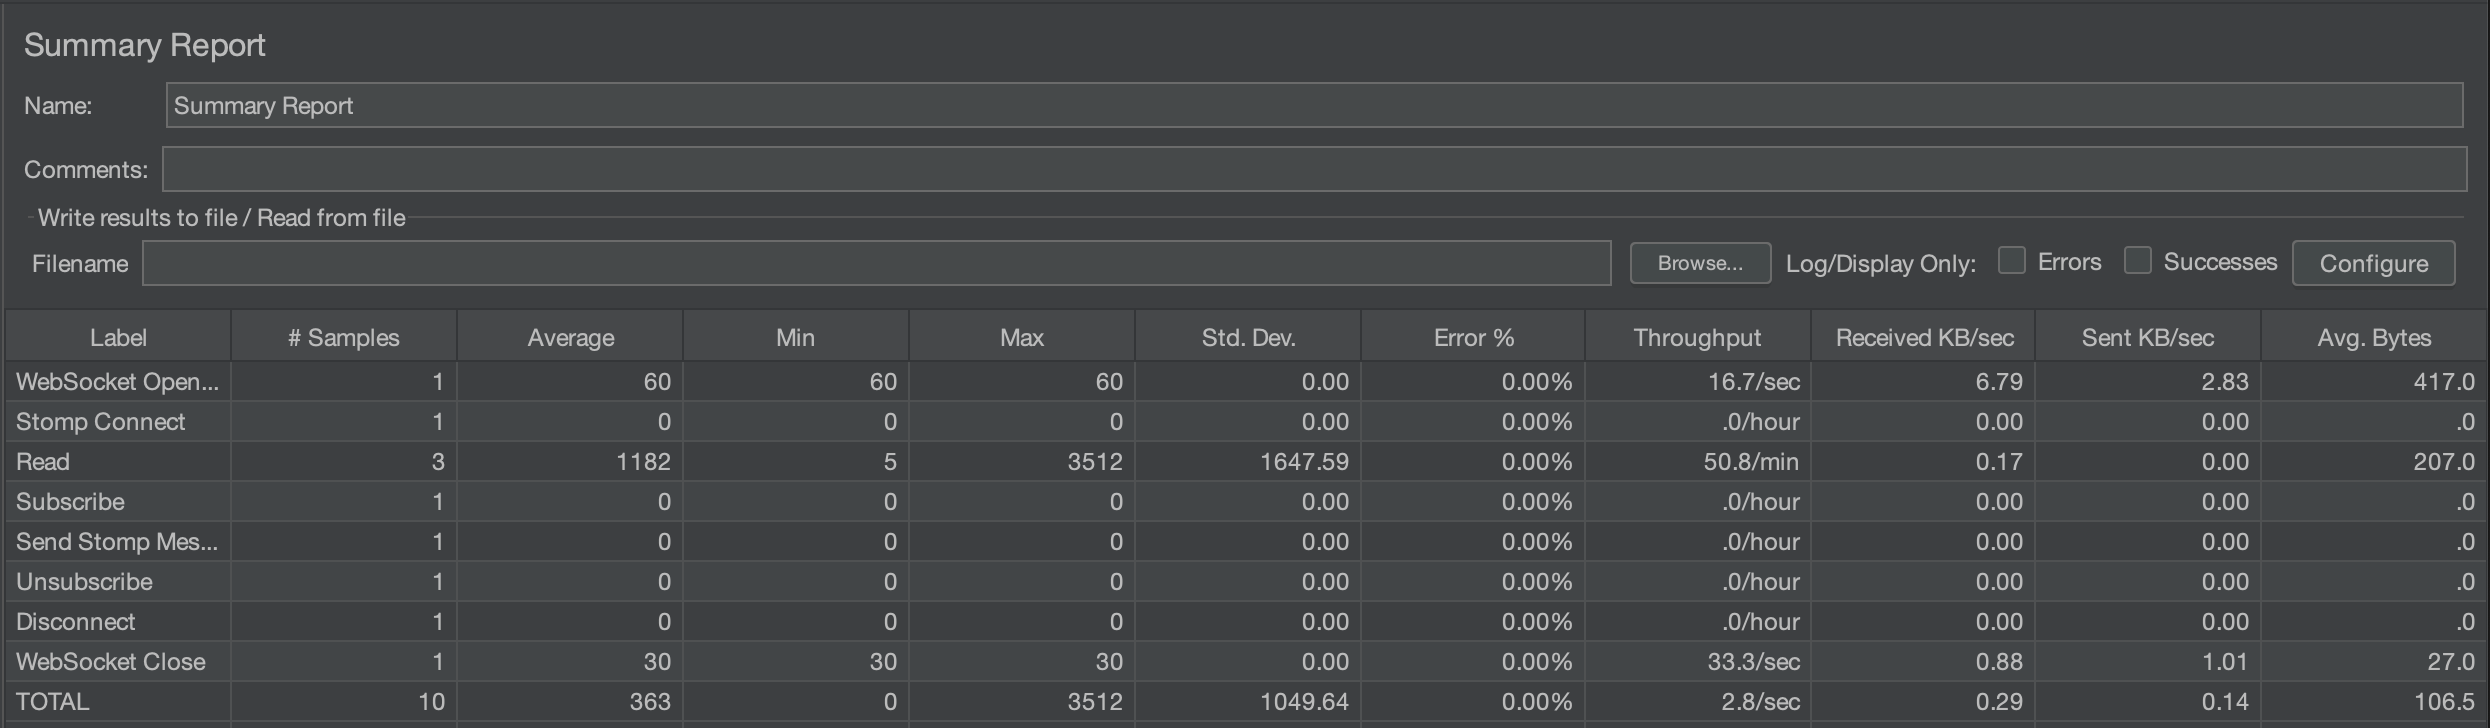 Summary Report
Name: Summary Report
Comments:
Write results to file / Read from file
Filename Browse... Log/Display Only: Errors Successes Configure
Label # Samples Average Min Max Std. Dev. Error % Throughput Received KB/sec Sent KB/sec Avg. Bytes
WebSocket Open... 1 60 60 60 0.00 0.00% 16.7/sec 6.79 2.83 417.0
Stomp Connect 1 0 0 0 0.00 0.00% .0/hour 0.00 0.00 .0
Read 3 1182 5 3512 1647.59 0.00% 50.8/min 0.17 0.00 207.0
Subscribe 1 0 0 0 0.00 0.00% .0/hour 0.00 0.00 .0
Send Stomp Mes... 1 0 0 0 0.00 0.00% .0/hour 0.00 0.00 .0
Unsubscribe 1 0 0 0 0.00 0.00% .0/hour 0.00 0.00 .0
Disconnect 1 0 0 0 0.00 0.00% .0/hour 0.00 0.00 .0
WebSocket Close 1 30 30 30 0.00 0.00% 33.3/sec 0.88 1.01 27.0
TOTAL 10 363 0 3512 1049.64 0.00% 2.8/sec 0.29 0.14 106.5